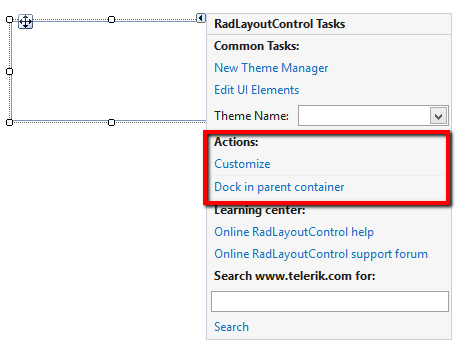 RadLayoutControl Tasks
Common Tasks:
New Theme Manager
Edit UI Elements
Theme Name:
Actions:
Customize
Dock in parent container
Learning center:
Online RadLayoutControl help
Online RadLayoutControl support forum
Search www.telerik.com for:
Search